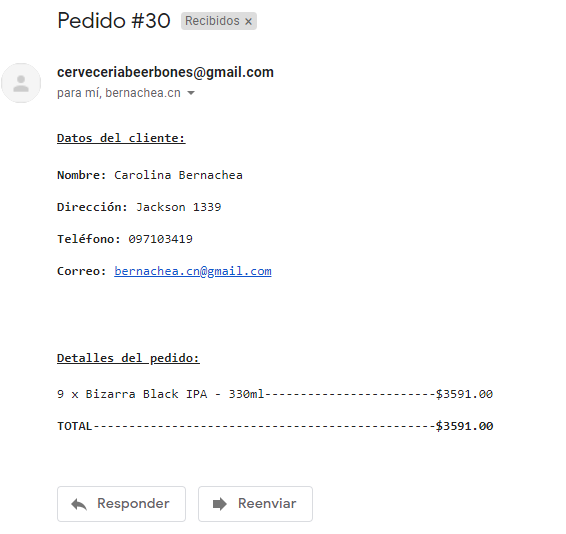 Pedido #30 Recibidos ×
cerveceriabeerbones@gmail.com
para mí, bernachea.cn
Datos del cliente:
Nombre: Carolina Bernachea
Dirección: Jackson 1339
Teléfono: 097103419
Correo: bernachea.cn@gmail.com
Detalles del pedido:
9 x Bizarra Black IPA - 330ml------------------------$3591.00
TOTAL------------------------------------------------$3591.00
Responder Reenviar